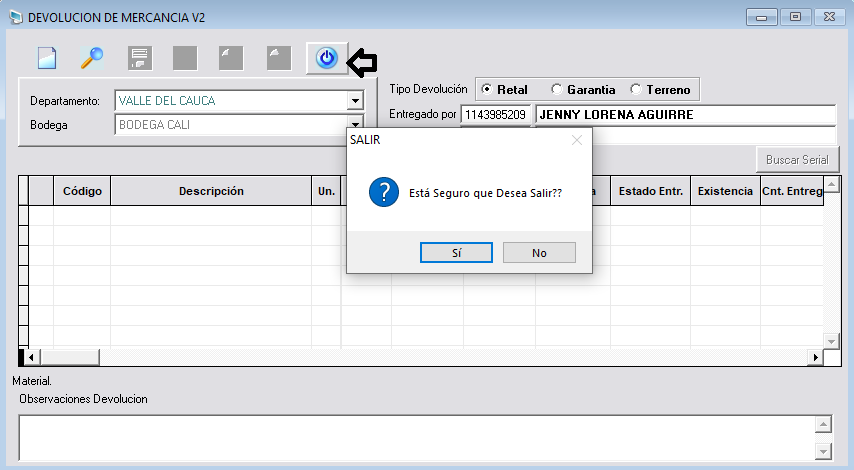 DEVOLUCION DE MERCANCIA V2
Tipo Devolución Retal Garantia Terreno
Departamento: VALLE DEL CAUCA
Entregado por 1143985209 JENNY LORENA AGUIRRE
Bodega BODEGA CALI
SALIR
Buscar Serial
Código Descripción Un. Estado Entr. Existencia Cnt. Entreg
Está Seguro que Desea Salir??
Sí No
Material.
Observaciones Devolucion